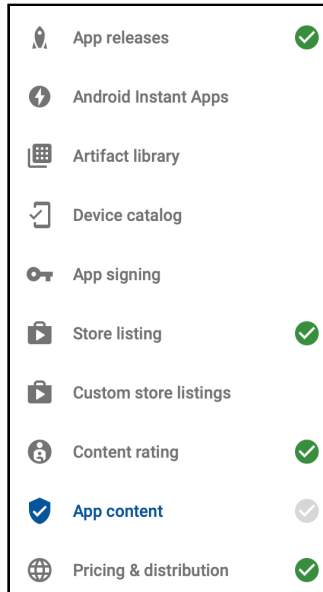 App releases
Android Instant Apps
Artifact library
Device catalog
App signing
Store listing
Custom store listings
Content rating
App content
Pricing & distribution